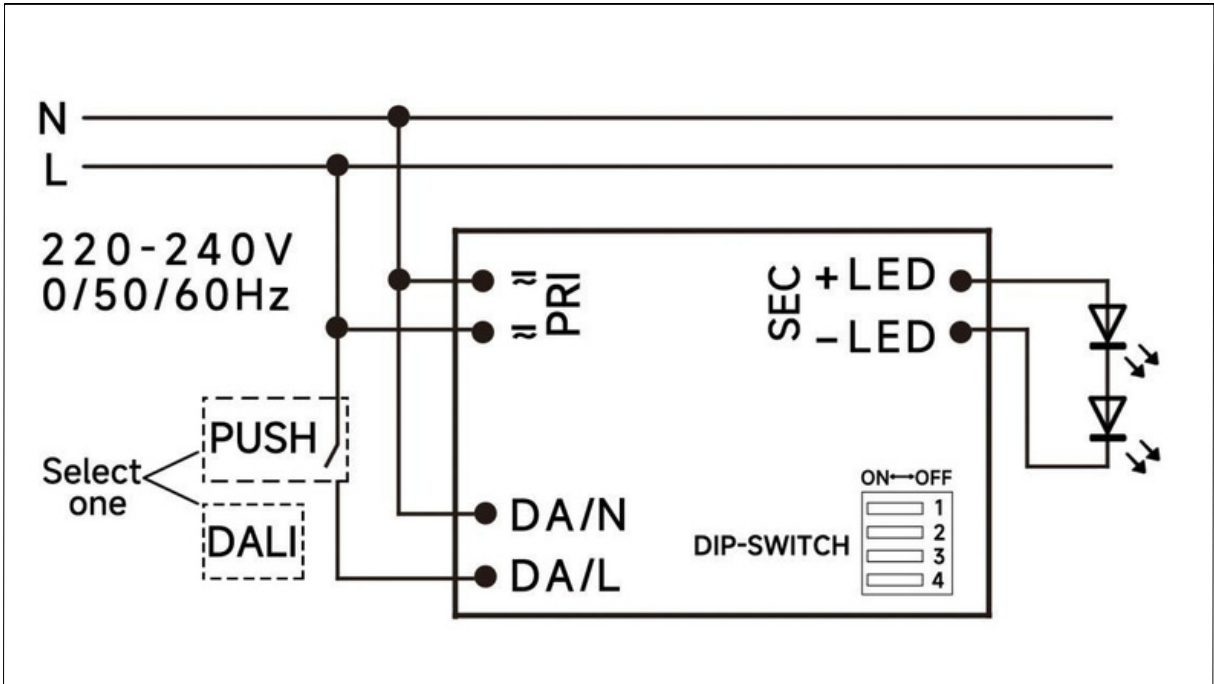 N
L
220-240V
0/50/60Hz
PUSH
Select
one
DALI
PRI
SEC
+LED
-LED
DA/N
DA/L
DIP-SWITCH
ON↔OFF
1
2
3
4